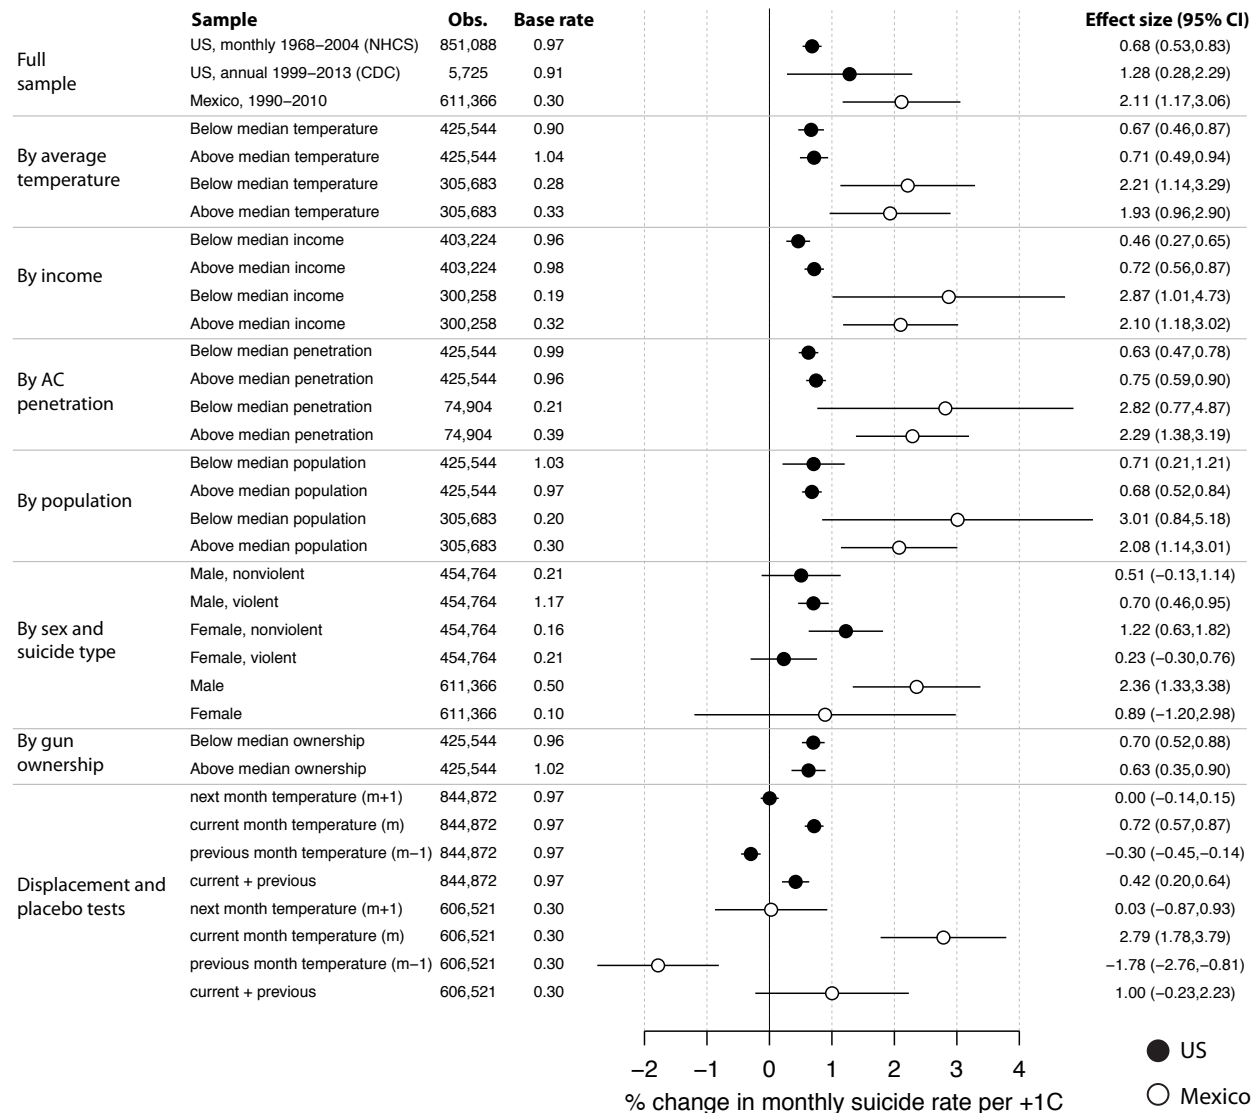 Sample Obs. Base rate Effect size (95% CI)
Full sample
US, monthly 1968−2004 (NHCS) 851,088 0.97 0.68 (0.53,0.83)
US, annual 1999−2013 (CDC) 5,725 0.91 1.28 (0.28,2.29)
Mexico, 1990−2010 611,366 0.30 2.11 (1.17,3.06)
By average temperature
Below median temperature 425,544 0.90 0.67 (0.46,0.87)
Above median temperature 425,544 1.04 0.71 (0.49,0.94)
Below median temperature 305,683 0.28 2.21 (1.14,3.29)
Above median temperature 305,683 0.33 1.93 (0.96,2.90)
By income
Below median income 403,224 0.96 0.46 (0.27,0.65)
Above median income 403,224 0.98 0.72 (0.56,0.87)
Below median income 300,258 0.19 2.87 (1.01,4.73)
Above median income 300,258 0.32 2.10 (1.18,3.02)
By AC penetration
Below median penetration 425,544 0.99 0.63 (0.47,0.78)
Above median penetration 425,544 0.96 0.75 (0.59,0.90)
Below median penetration 74,904 0.21 2.82 (0.77,4.87)
Above median penetration 74,904 0.39 2.29 (1.38,3.19)
By population
Below median population 425,544 1.03 0.71 (0.21,1.21)
Above median population 425,544 0.97 0.68 (0.52,0.84)
Below median population 305,683 0.20 3.01 (0.84,5.18)
Above median population 305,683 0.30 2.08 (1.14,3.01)
By sex and suicide type
Male, nonviolent 454,764 0.21 0.51 (−0.13,1.14)
Male, violent 454,764 1.17 0.70 (0.46,0.95)
Female, nonviolent 454,764 0.16 1.22 (0.63,1.82)
Female, violent 454,764 0.21 0.23 (−0.30,0.76)
Male 611,366 0.50 2.36 (1.33,3.38)
Female 611,366 0.10 0.89 (−1.20,2.98)
By gun ownership
Below median ownership 425,544 0.96 0.70 (0.52,0.88)
Above median ownership 425,544 1.02 0.63 (0.35,0.90)
Displacement and placebo tests
next month temperature (m+1) 844,872 0.97 0.00 (−0.14,0.15)
current month temperature (m) 844,872 0.97 0.72 (0.57,0.87)
previous month temperature (m−1) 844,872 0.97 −0.30 (−0.45,−0.14)
current + previous 844,872 0.97 0.42 (0.20,0.64)
next month temperature (m+1) 606,521 0.30 0.03 (−0.87,0.93)
current month temperature (m) 606,521 0.30 2.79 (1.78,3.79)
previous month temperature (m−1) 606,521 0.30 −1.78 (−2.76,−0.81)
current + previous 606,521 0.30 1.00 (−0.23,2.23)
−2 −1 0 1 2 3 4
% change in monthly suicide rate per +1C
US
Mexico